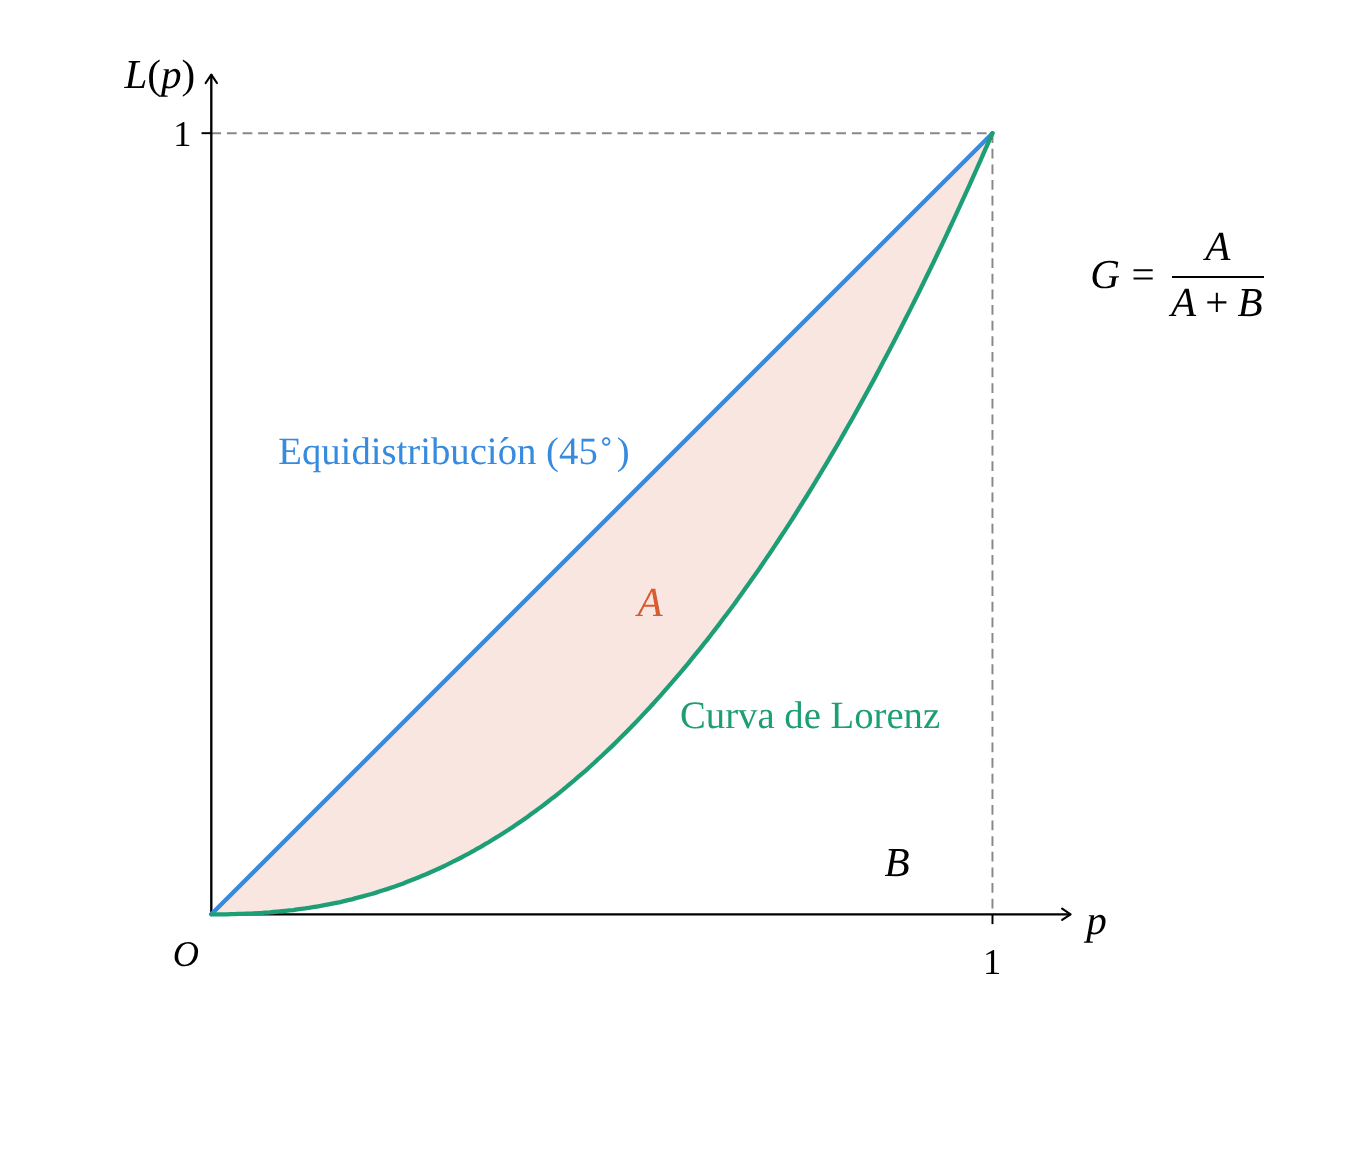 L(p)
1
G = A / (A + B)
Equidistribución (45°)
A
Curva de Lorenz
B
p
O
1